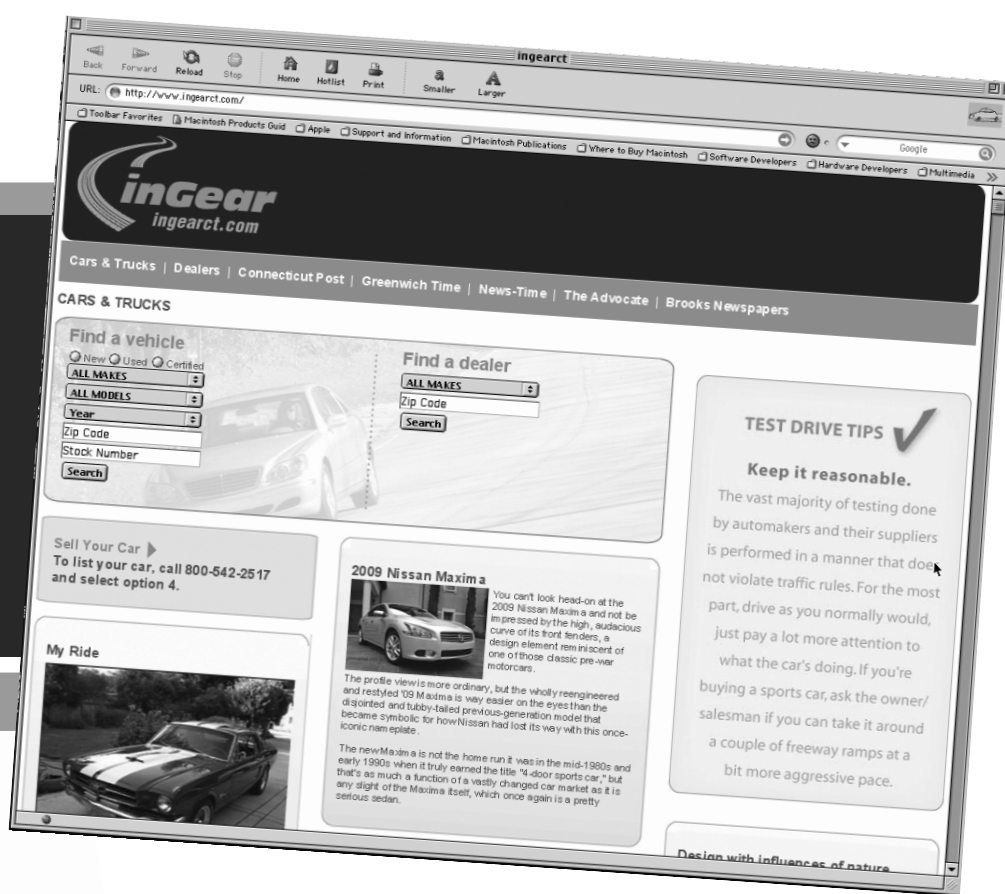 ingearct
Back Forward Reload Stop Home Hotlist Print Smaller Larger
URL: http://www.ingearct.com/
Google
Toolbar Favorites Macintosh Products Guid Apple Support and Information Macintosh Publications Where to Buy Macintosh Software Developers Hardware Developers Multimedia
inGear
ingearct.com
Cars & Trucks | Dealers | Connecticut Post | Greenwich Time | News-Time | The Advocate | Brooks Newspapers
CARS & TRUCKS
Find a vehicle
New Used Certified
ALL MAKES
ALL MODELS
Year
Zip Code
Stock Number
Search
Find a dealer
ALL MAKES
Zip Code
Search
TEST DRIVE TIPS
Keep it reasonable.
The vast majority of testing done
by automakers and their suppliers
is performed in a manner that does
not violate traffic rules. For the most
part, drive as you normally would,
just pay a lot more attention to
what the car's doing. If you're
buying a sports car, ask the owner/
salesman if you can take it around
a couple of freeway ramps at a
bit more aggressive pace.
Sell Your Car
To list your car, call 800-542-2517
and select option 4.
My Ride
2009 Nissan Maxima
You can't look head-on at the
2009 Nissan Maxima and not be
impressed by the high, audacious
curve of its front fenders, a
design element reminiscent of
one of those classic pre-war
motorcars.
The profile view is more ordinary, but the wholly reengineered
and restyled '09 Maxima is way easier on the eyes than the
disjointed and tubby-tailed previous-generation model that
became symbolic for how Nissan had lost its way with this once-
iconic nameplate.
The new Maxima is not the home run it was in the mid-1980s and
early 1990s when it truly earned the title "4-door sports car," but
that's as much a function of a vastly changed car market as it is
any slight of the Maxima itself, which once again is a pretty
serious sedan.
Design with influences of nature